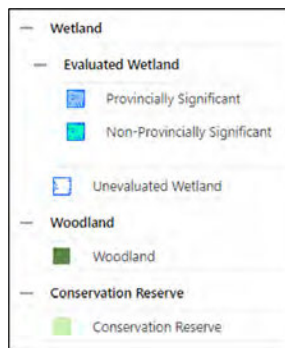 Wetland
Evaluated Wetland
Provincially Significant
Non-Provincially Significant
Unevaluated Wetland
Woodland
Woodland
Conservation Reserve
Conservation Reserve